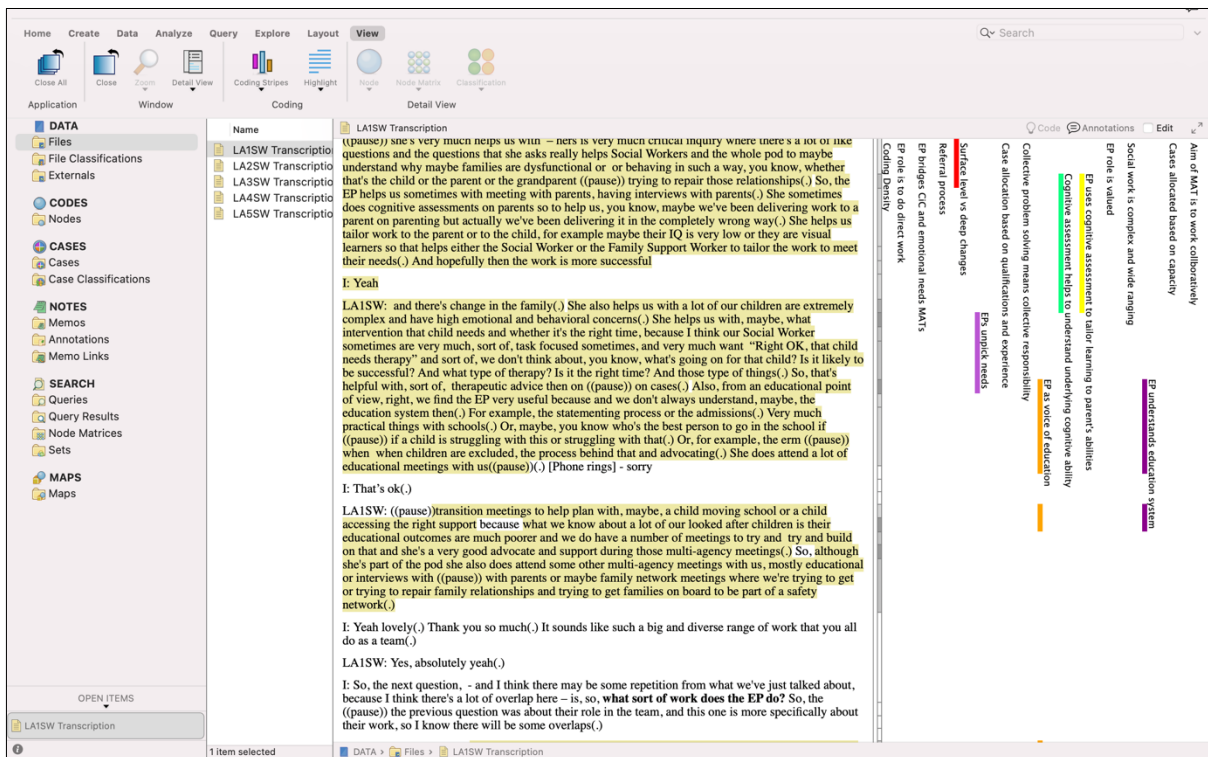 Home Create Data Analyze Query Explore Layout View
Search
Close All Close Zoom Detail View Coding Stripes Highlight Node Node Matrix Classification
Application Window Coding Detail View
DATA
Files
File Classifications
Externals
CODES
Nodes
CASES
Cases
Case Classifications
NOTES
Memos
Annotations
Memo Links
SEARCH
Queries
Query Results
Node Matrices
Sets
MAPS
Maps
OPEN ITEMS
LA1SW Transcription
Name
LA1SW Transcriptio
LA2SW Transcriptio
LA3SW Transcriptio
LA4SW Transcriptio
LA5SW Transcriptio
1 item selected
LA1SW Transcription
Code Annotations Edit
((pause)) she's very much helps us with – hers is very much critical inquiry where there's a lot of like
questions and the questions that she asks really helps Social Workers and the whole pod to maybe
understand why maybe families are dysfunctional or or behaving in such a way, you know, whether
that's the child or the parent or the grandparent ((pause)) trying to repair those relationships(.) So, the
EP helps us sometimes with meeting with parents, having interviews with parents(.) She sometimes
does cognitive assessments on parents so to help us, you know, maybe we've been delivering work to a
parent on parenting but actually we've been delivering it in the completely wrong way(.) She helps us
tailor work to the parent or to the child, for example maybe their IQ is very low or they are visual
learners so that helps either the Social Worker or the Family Support Worker to tailor the work to meet
their needs(.) And hopefully then the work is more successful
I: Yeah
LA1SW: and there's change in the family(.) She also helps us with a lot of our children are extremely
complex and have high emotional and behavioral concerns(.) She helps us with, maybe, what
intervention that child needs and whether it's the right time, because I think our Social Worker
sometimes are very much, sort of, task focused sometimes, and very much want “Right OK, that child
needs therapy” and sort of, we don't think about, you know, what's going on for that child? Is it likely to
be successful? And what type of therapy? Is it the right time? And those type of things(.) So, that's
helpful with, sort of, therapeutic advice then on ((pause)) on cases(.) Also, from an educational point
of view, right, we find the EP very useful because and we don't always understand, maybe, the
education system then(.) For example, the statementing process or the admissions(.) Very much
practical things with schools(.) Or, maybe, you know who's the best person to go in the school if
((pause)) if a child is struggling with this or struggling with that(.) Or, for example, the erm ((pause))
when when children are excluded, the process behind that and advocating(.) She does attend a lot of
educational meetings with us((pause))(.) [Phone rings] - sorry
I: That's ok(.)
LA1SW: ((pause))transition meetings to help plan with, maybe, a child moving school or a child
accessing the right support because what we know about a lot of our looked after children is their
educational outcomes are much poorer and we do have a number of meetings to try and try and build
on that and she's a very good advocate and support during those multi-agency meetings(.) So, although
she's part of the pod she also does attend some other multi-agency meetings with us, mostly educational
or interviews with ((pause)) with parents or maybe family network meetings where we're trying to get
or trying to repair family relationships and trying to get families on board to be part of a safety
network(.)
I: Yeah lovely(.) Thank you so much(.) It sounds like such a big and diverse range of work that you all
do as a team(.)
LA1SW: Yes, absolutely yeah(.)
I: So, the next question, - and I think there may be some repetition from what we've just talked about,
because I think there's a lot of overlap here – is, so, what sort of work does the EP do? So, the
((pause)) the previous question was about their role in the team, and this one is more specifically about
their work, so I know there will be some overlaps(.)
DATA > Files > LA1SW Transcription
Coding Density
EP role is to do direct work
EP bridges CiC and emotional needs MATs
Referral process
Surface level vs deep changes
EPs unpick needs
Case allocation based on qualifications and experience
Collective problem solving means collective responsibility
EP as voice of education
Cognitive assessment helps to understand underlying cognitive ability
EP uses cognitive assessment to tailor learning to parent's abilities
EP role is valued
Social work is complex and wide ranging
EP understands education system
Cases allocated based on capacity
Aim of MAT is to work collaboratively